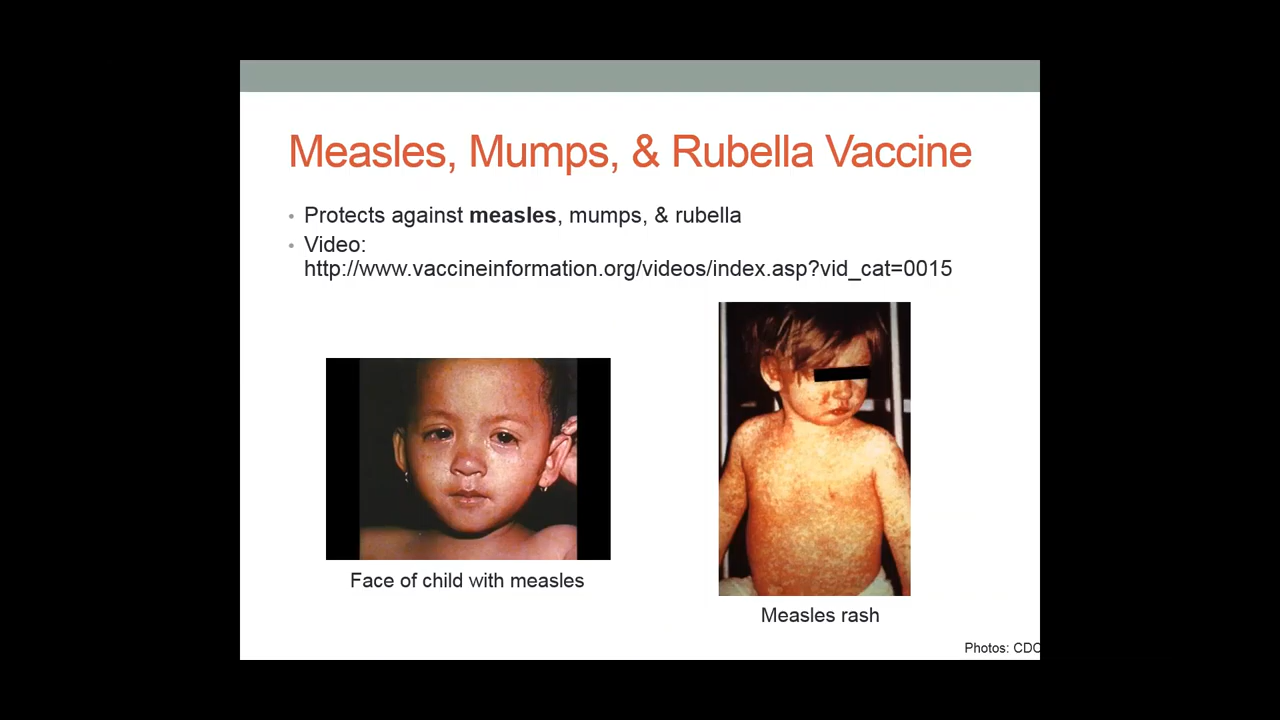 Measles, Mumps, & Rubella Vaccine
• Protects against measles, mumps, & rubella
• Video:
http://www.vaccineinformation.org/videos/index.asp?vid_cat=0015
Face of child with measles
Measles rash
Photos: CDC